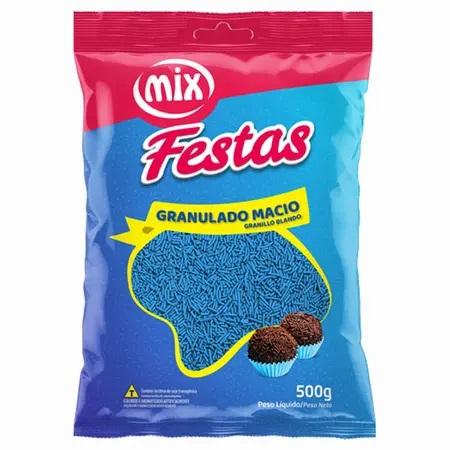 mix
Festas
GRANULADO MACIO
GRANILLO BLANDO
T
500g
Peso Líquido/Peso Neto